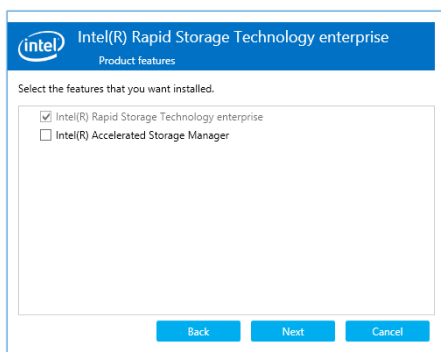 intel
Intel(R) Rapid Storage Technology enterprise
Product features
Select the features that you want installed.
Intel(R) Rapid Storage Technology enterprise
Intel(R) Accelerated Storage Manager
Back Next Cancel